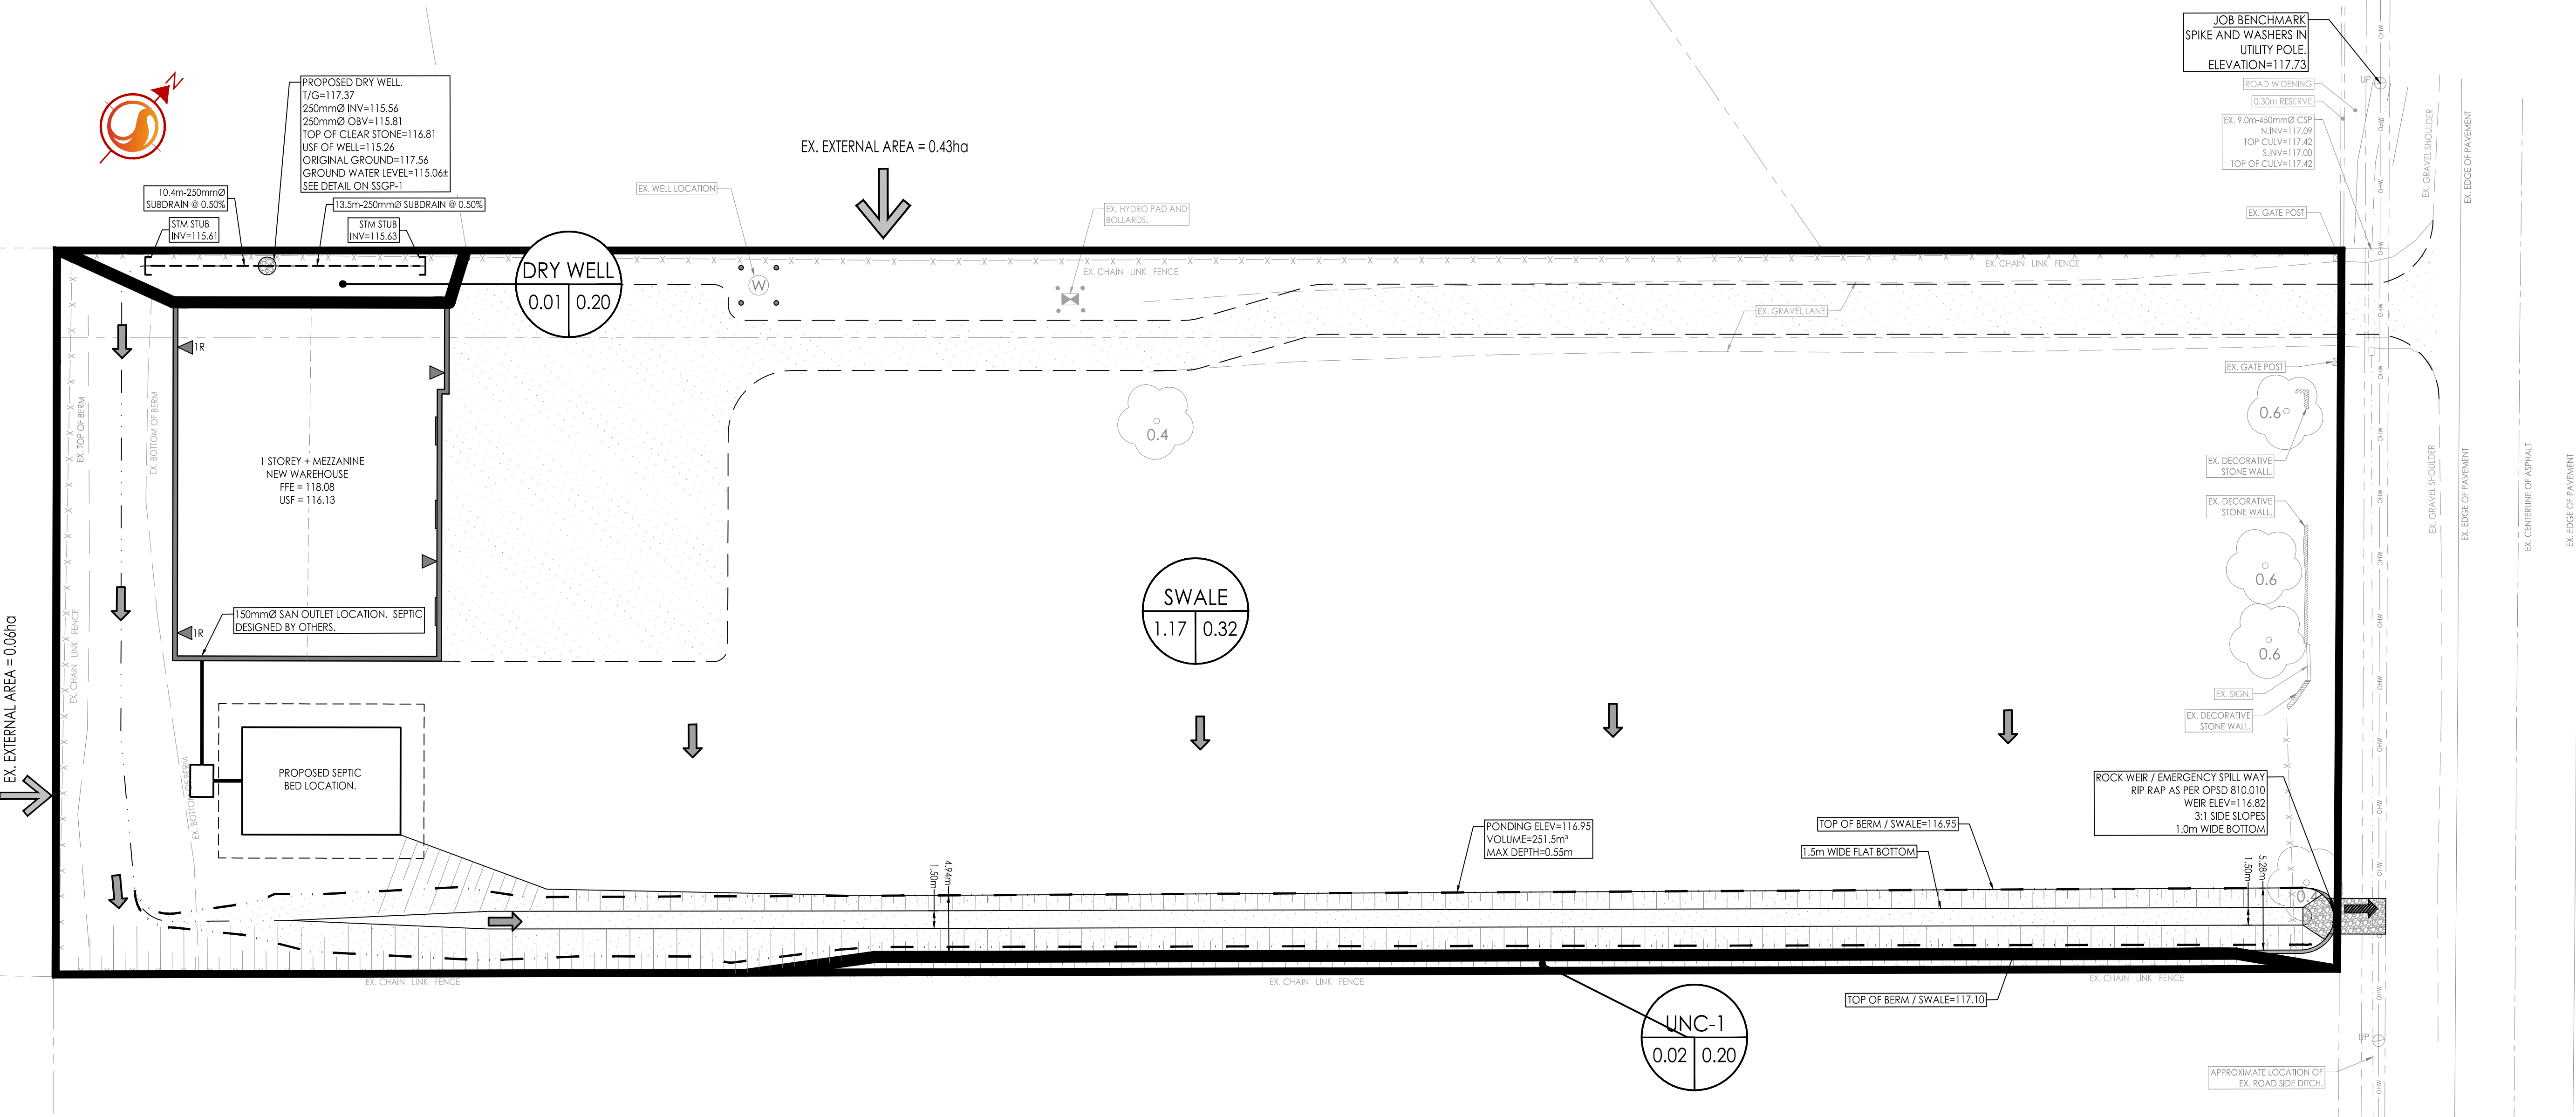 N
JOB BENCHMARK
SPIKE AND WASHERS IN
UTILITY POLE.
ELEVATION=117.73
UP
ROAD WIDENING
0.30m RESERVE
EX. 9.0m-450mmØ CSP
N.INV=117.09
TOP CULV=117.42
S.INV=117.00
TOP OF CULV=117.42
EX. GRAVEL SHOULDER
EX. EDGE OF PAVEMENT
PROPOSED DRY WELL.
T/G=117.37
250mmØ INV=115.56
250mmØ OBV=115.81
TOP OF CLEAR STONE=116.81
USF OF WELL=115.26
ORIGINAL GROUND=117.56
GROUND WATER LEVEL=115.06±
SEE DETAIL ON SSGP-1
10.4m-250mmØ
SUBDRAIN @ 0.50%
13.5m-250mmØ SUBDRAIN @ 0.50%
STM STUB
INV=115.61
STM STUB
INV=115.63
EX. EXTERNAL AREA = 0.43ha
EX. WELL LOCATION
EX. HYDRO PAD AND
BOLLARDS.
EX. GATE POST
DRY WELL
0.01 0.20
W
EX. CHAIN LINK FENCE
EX. CHAIN LINK FENCE
EX. GRAVEL LANE
EX. GATE POST
1R
EX. TOP OF BERM
EX. BOTTOM OF BERM
0.4
0.6
1 STOREY + MEZZANINE
NEW WAREHOUSE
FFE = 118.08
USF = 116.13
EX. DECORATIVE
STONE WALL.
EX. DECORATIVE
STONE WALL.
EX. GRAVEL SHOULDER
EX. EDGE OF PAVEMENT
EX. CENTERLINE OF ASPHALT
EX. EDGE OF PAVEMENT
0.6
SWALE
1.17 0.32
150mmØ SAN OUTLET LOCATION. SEPTIC
DESIGNED BY OTHERS.
1R
EX. CHAIN LINK FENCE
EX. EXTERNAL AREA = 0.06ha
0.6
EX. SIGN.
EX. DECORATIVE
STONE WALL.
PROPOSED SEPTIC
BED LOCATION.
EX. BOTTOM OF BERM
ROCK WEIR / EMERGENCY SPILL WAY
RIP RAP AS PER OPSD 810.010
WEIR ELEV=116.82
3:1 SIDE SLOPES
1.0m WIDE BOTTOM
PONDING ELEV=116.95
VOLUME=251.5m³
MAX DEPTH=0.55m
TOP OF BERM / SWALE=116.95
1.5m WIDE FLAT BOTTOM
4.94m
1.50m
5.28m
1.50m
EX. CHAIN LINK FENCE
EX. CHAIN LINK FENCE
EX. CHAIN LINK FENCE
TOP OF BERM / SWALE=117.10
UNC-1
0.02 0.20
UP
APPROXIMATE LOCATION OF
EX. ROAD SIDE DITCH.
OHW
OHW
OHW
OHW
OHW
OHW
OHW
OHW
OHW